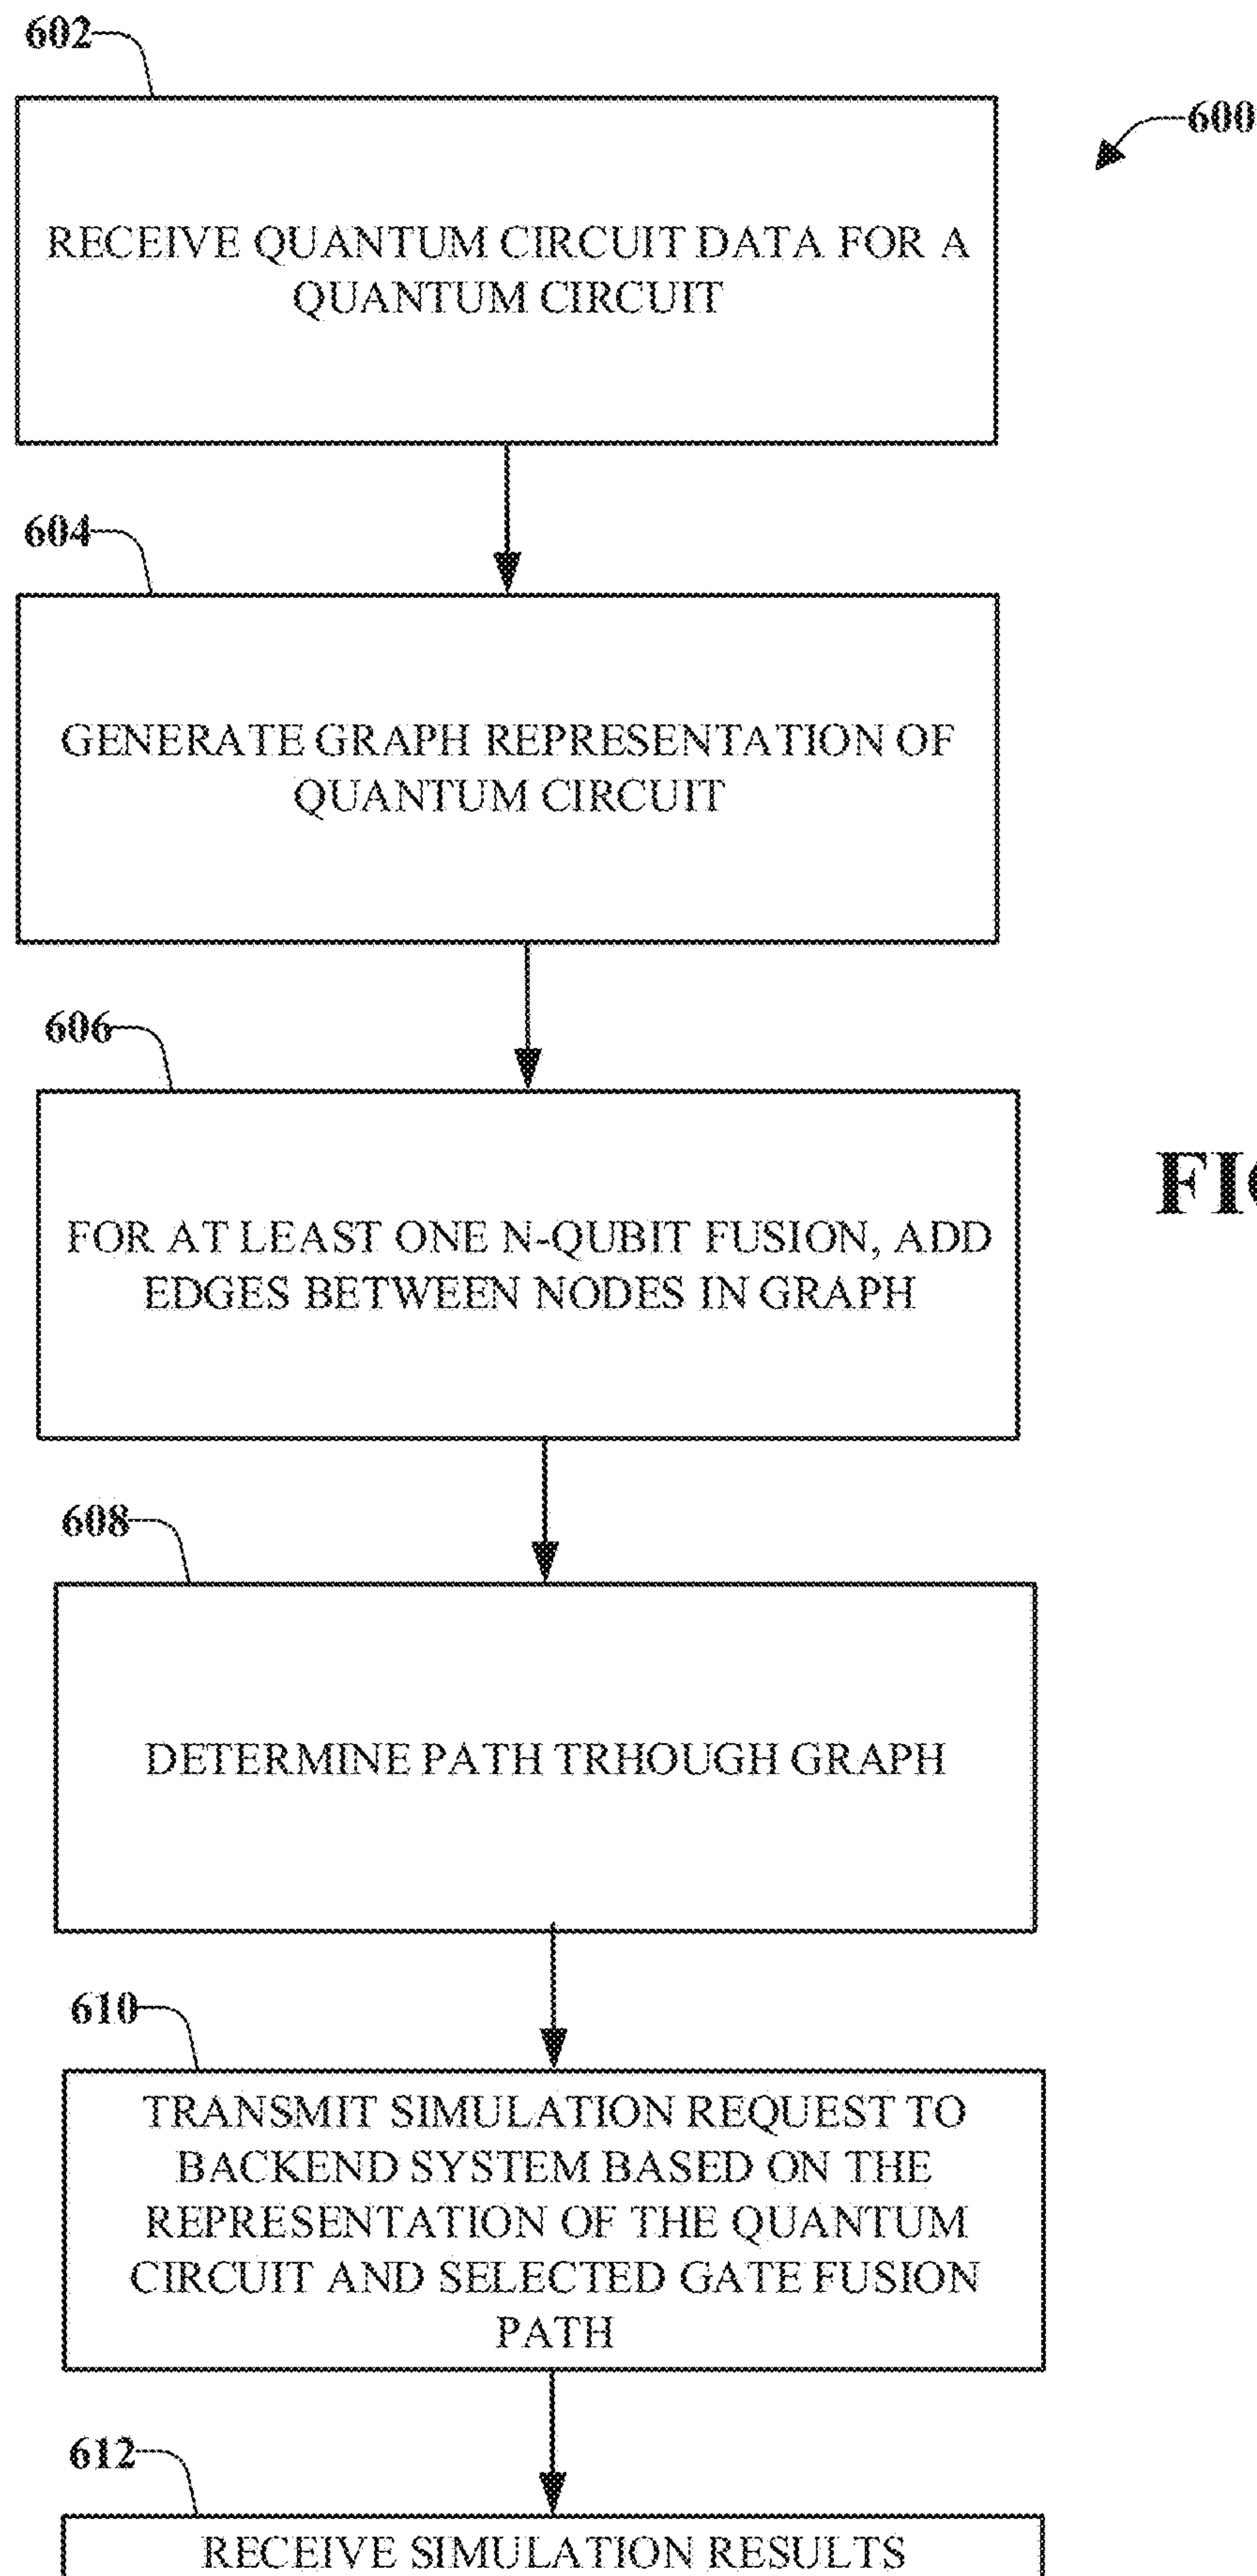 602
600
RECEIVE QUANTUM CIRCUIT DATA FOR A
QUANTUM CIRCUIT
604
GENERATE GRAPH REPRESENTATION OF
QUANTUM CIRCUIT
606
FOR AT LEAST ONE N-QUBIT FUSION, ADD
EDGES BETWEEN NODES IN GRAPH
608
DETERMINE PATH TRHOUGH GRAPH
610
TRANSMIT SIMULATION REQUEST TO
BACKEND SYSTEM BASED ON THE
REPRESENTATION OF THE QUANTUM
CIRCUIT AND SELECTED GATE FUSION
PATH
612
RECEIVE SIMULATION RESULTS